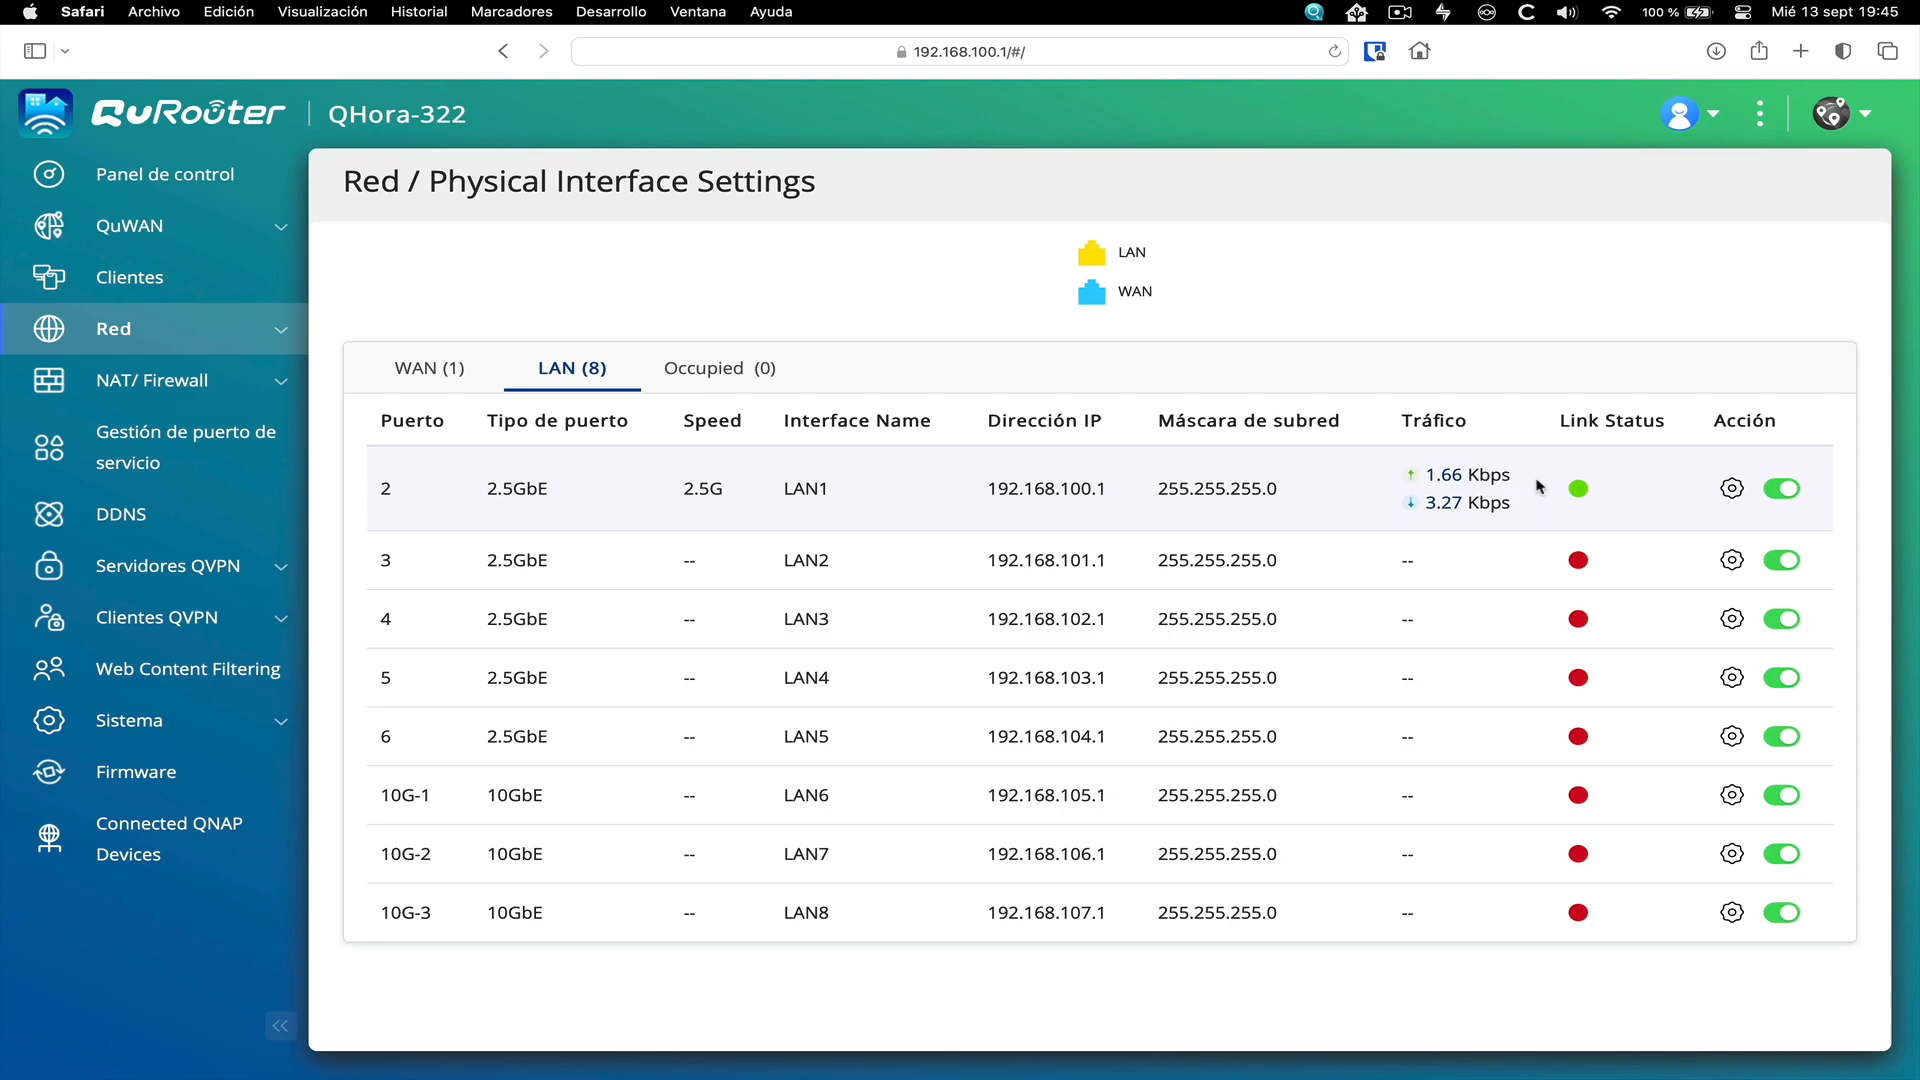 Safari Archivo Edición Visualización Historial Marcadores Desarrollo Ventana Ayuda 100 % Mié 13 sept 19:45
192.168.100.1/#/
QuRouter QHora-322
Panel de control
QuWAN
Clientes
Red
NAT/ Firewall
Gestión de puerto de
servicio
DDNS
Servidores QVPN
Clientes QVPN
Web Content Filtering
Sistema
Firmware
Connected QNAP
Devices
Red / Physical Interface Settings
LAN
WAN
WAN (1) LAN (8) Occupied (0)
Puerto Tipo de puerto Speed Interface Name Dirección IP Máscara de subred Tráfico Link Status Acción
2 2.5GbE 2.5G LAN1 192.168.100.1 255.255.255.0 ↑ 1.66 Kbps
↓ 3.27 Kbps
3 2.5GbE -- LAN2 192.168.101.1 255.255.255.0 --
4 2.5GbE -- LAN3 192.168.102.1 255.255.255.0 --
5 2.5GbE -- LAN4 192.168.103.1 255.255.255.0 --
6 2.5GbE -- LAN5 192.168.104.1 255.255.255.0 --
10G-1 10GbE -- LAN6 192.168.105.1 255.255.255.0 --
10G-2 10GbE -- LAN7 192.168.106.1 255.255.255.0 --
10G-3 10GbE -- LAN8 192.168.107.1 255.255.255.0 --